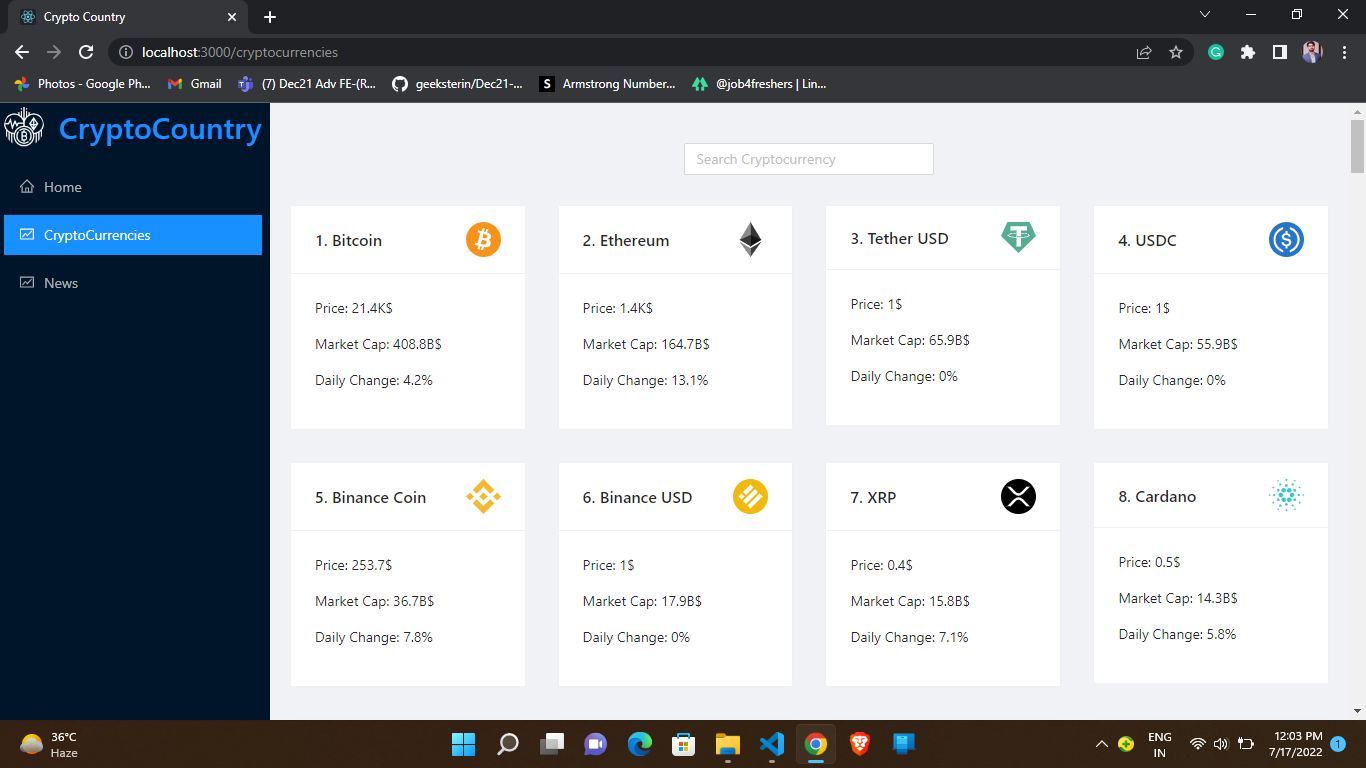 Crypto Country
localhost:3000/cryptocurrencies
Photos - Google Ph...
Gmail
(7) Dec21 Adv FE-(R...
geeksterin/Dec21-...
S
Armstrong Number...
@job4freshers | Lin...
CryptoCountry
Home
CryptoCurrencies
News
Search Cryptocurrency
1. Bitcoin
Price: 21.4K$
Market Cap: 408.8B$
Daily Change: 4.2%
2. Ethereum
Price: 1.4K$
Market Cap: 164.7B$
Daily Change: 13.1%
3. Tether USD
Price: 1$
Market Cap: 65.9B$
Daily Change: 0%
4. USDC
Price: 1$
Market Cap: 55.9B$
Daily Change: 0%
5. Binance Coin
Price: 253.7$
Market Cap: 36.7B$
Daily Change: 7.8%
6. Binance USD
Price: 1$
Market Cap: 17.9B$
Daily Change: 0%
7. XRP
Price: 0.4$
Market Cap: 15.8B$
Daily Change: 7.1%
8. Cardano
Price: 0.5$
Market Cap: 14.3B$
Daily Change: 5.8%
36°C
Haze
ENG
IN
12:03 PM
7/17/2022
1